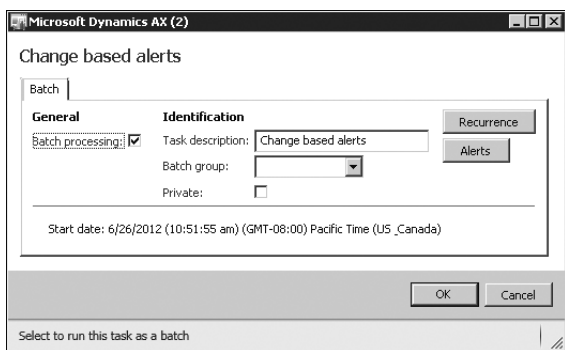 Microsoft Dynamics AX (2)
Change based alerts
Batch
General
Batch processing:
Identification
Task description: Change based alerts
Batch group:
Private:
Recurrence
Alerts
Start date: 6/26/2012 (10:51:55 am) (GMT-08:00) Pacific Time (US _Canada)
OK
Cancel
Select to run this task as a batch